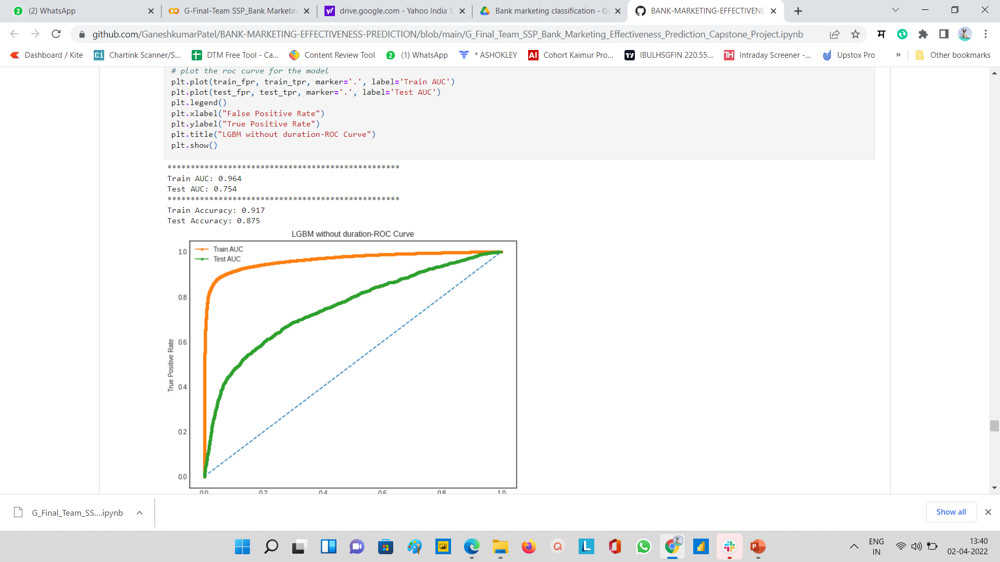 (2) WhatsApp
G-Final-Team SSP_Bank Marketin
drive.google.com - Yahoo India S
Bank marketing classification - Go
BANK-MARKETING-EFFECTIVENE
github.com/GaneshkumarPatel/BANK-MARKETING-EFFECTIVENESS-PREDICTION/blob/main/G_Final_Team_SSP_Bank_Marketing_Effectiveness_Prediction_Capstone_Project.ipynb
Dashboard / Kite
Chartink Scanner/S...
DTM Free Tool - Ca...
Content Review Tool
(1) WhatsApp
* ASHOKLEY
Cohort Kaimur Pro...
IBULHSGFIN 220.55...
Intraday Screener -...
Upstox Pro
»
Other bookmarks
# plot the roc curve for the model
plt.plot(train_fpr, train_tpr, marker='.', label='Train AUC')
plt.plot(test_fpr, test_tpr, marker='.', label='Test AUC')
plt.legend()
plt.xlabel("False Positive Rate")
plt.ylabel("True Positive Rate")
plt.title("LGBM without duration-ROC Curve")
plt.show()
**************************************************
Train AUC: 0.964
Test AUC: 0.754
**************************************************
Train Accuracy: 0.917
Test Accuracy: 0.875
LGBM without duration-ROC Curve
Train AUC
Test AUC
1.0
0.8
0.6
0.4
0.2
0.0
True Positive Rate
0.0 0.2 0.4 0.6 0.8 1.0
G_Final_Team_SS....ipynb
Show all
ENG
IN
13:40
02-04-2022